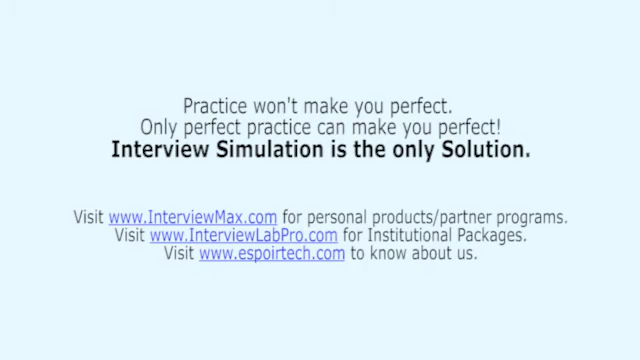 Practice won't make you perfect.
Only perfect practice can make you perfect!
Interview Simulation is the only Solution.
Visit www.InterviewMax.com for personal products/partner programs.
Visit www.InterviewLabPro.com for Institutional Packages.
Visit www.espoirtech.com to know about us.